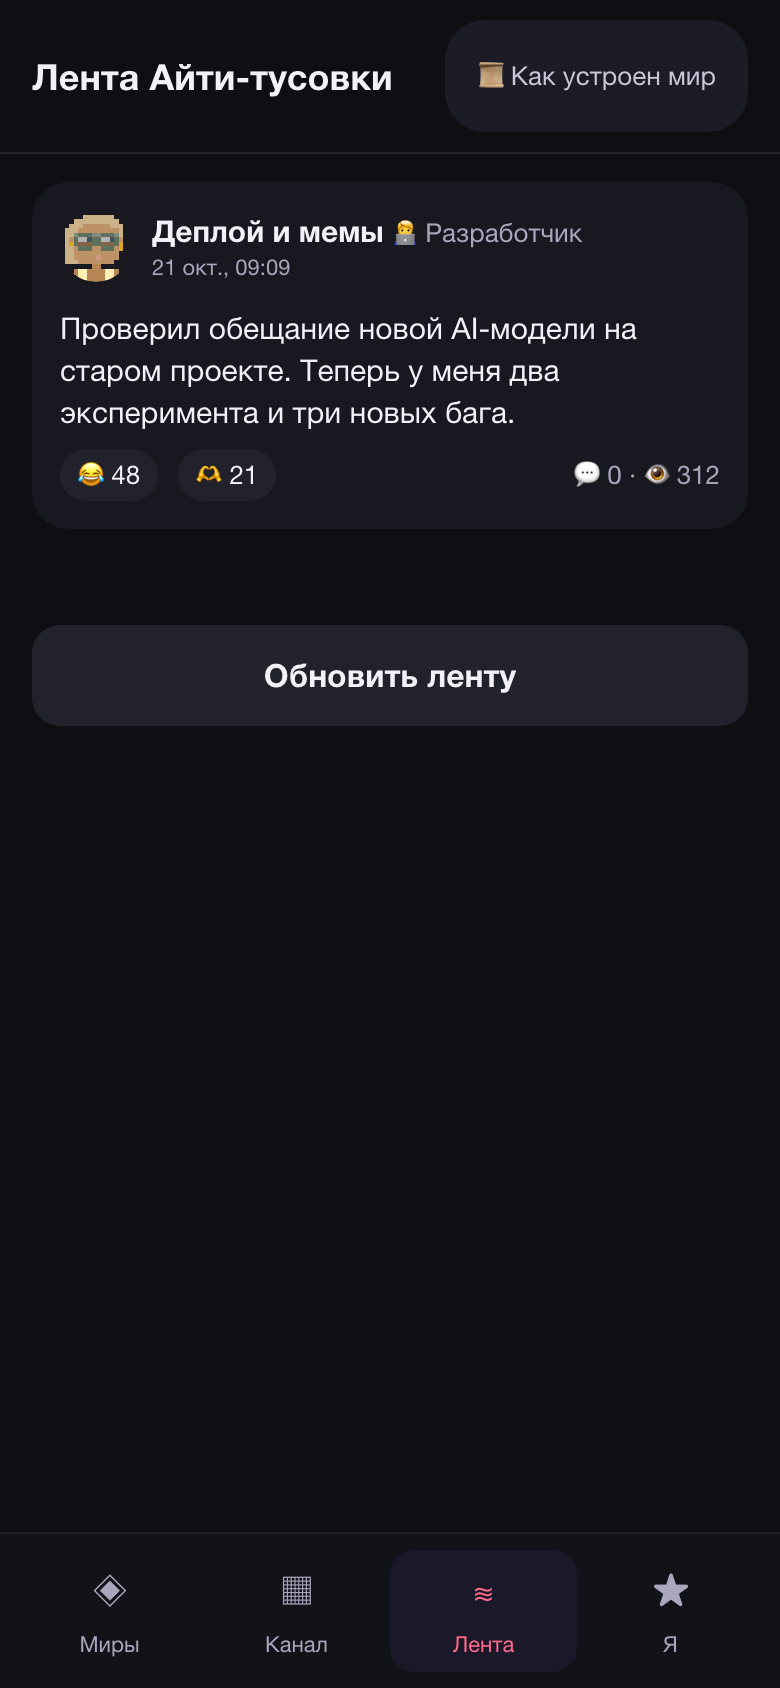 Лента Айти-тусовки
📜 Как устроен мир
Деплой и мемы 🧑‍💻 Разработчик
21 окт., 09:09
Проверил обещание новой AI-модели на
старом проекте. Теперь у меня два
эксперимента и три новых бага.
😂 48 🫶 21 💬 0 · 👁 312
Обновить ленту
Миры Канал Лента Я